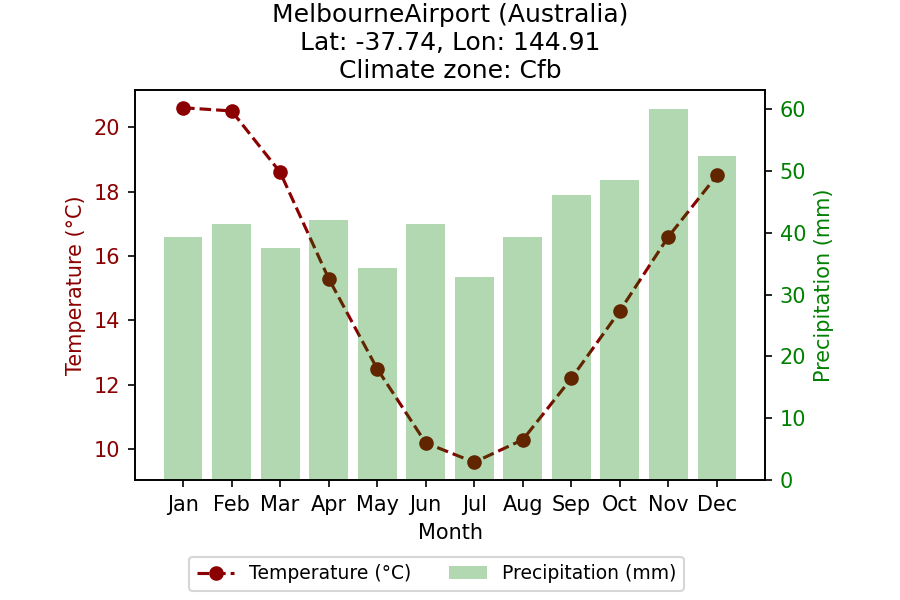 MelbourneAirport (Australia)
Lat: -37.74, Lon: 144.91
Climate zone: Cfb
Temperature (°C)
20
18
16
14
12
10
60
50
40
30
20
10
0
Precipitation (mm)
Jan Feb Mar Apr May Jun Jul Aug Sep Oct Nov Dec
Month
Temperature (°C) Precipitation (mm)